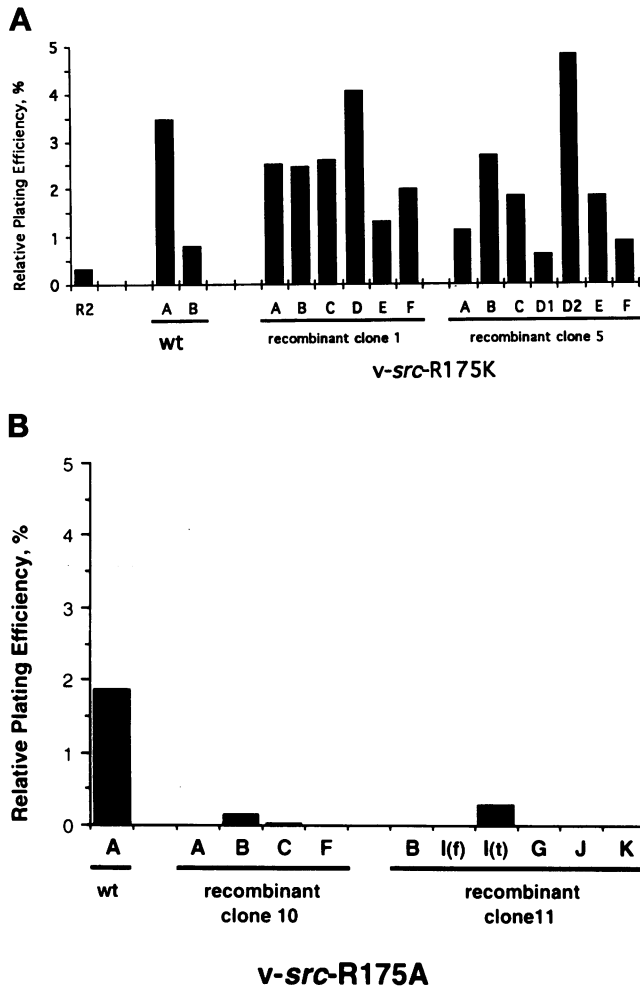 A
Relative Plating Efficiency, %
5
4
3
2
1
0
R2 A B A B C D E F A B C D1 D2 E F
wt recombinant clone 1 recombinant clone 5
v-src-R175K
B
Relative Plating Efficiency, %
5
4
3
2
1
0
A A B C F B I(f) I(t) G J K
wt recombinant recombinant
clone 10 clone11
v-src-R175A